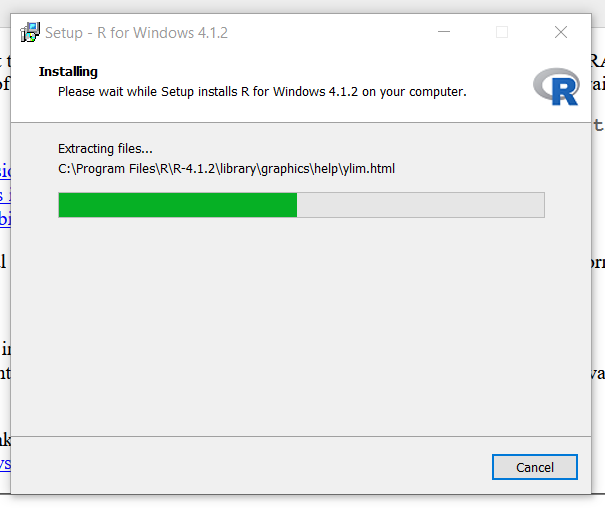 Setup - R for Windows 4.1.2
Installing
Please wait while Setup installs R for Windows 4.1.2 on your computer.
R
Extracting files...
C:\Program Files\R\R-4.1.2\library\graphics\help\ylim.html
Cancel